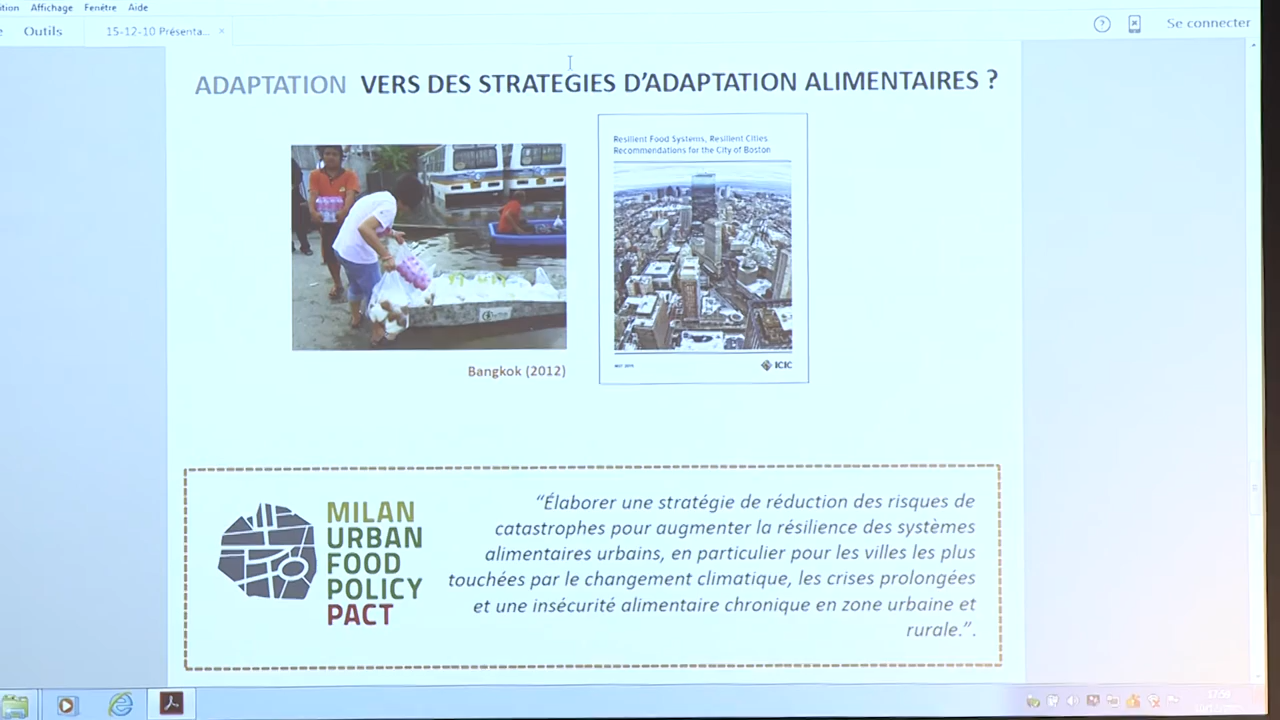 Affichage Fenêtre Aide
Outils 15-12-10 Présenta... × Se connecter
ADAPTATION VERS DES STRATEGIES D'ADAPTATION ALIMENTAIRES ?
Resilient Food Systems, Resilient Cities
Recommendations for the City of Boston
ICIC
Bangkok (2012)
MILAN
URBAN
FOOD
POLICY
PACT
“Élaborer une stratégie de réduction des risques de
catastrophes pour augmenter la résilience des systèmes
alimentaires urbains, en particulier pour les villes les plus
touchées par le changement climatique, les crises prolongées
et une insécurité alimentaire chronique en zone urbaine et
rurale.”.